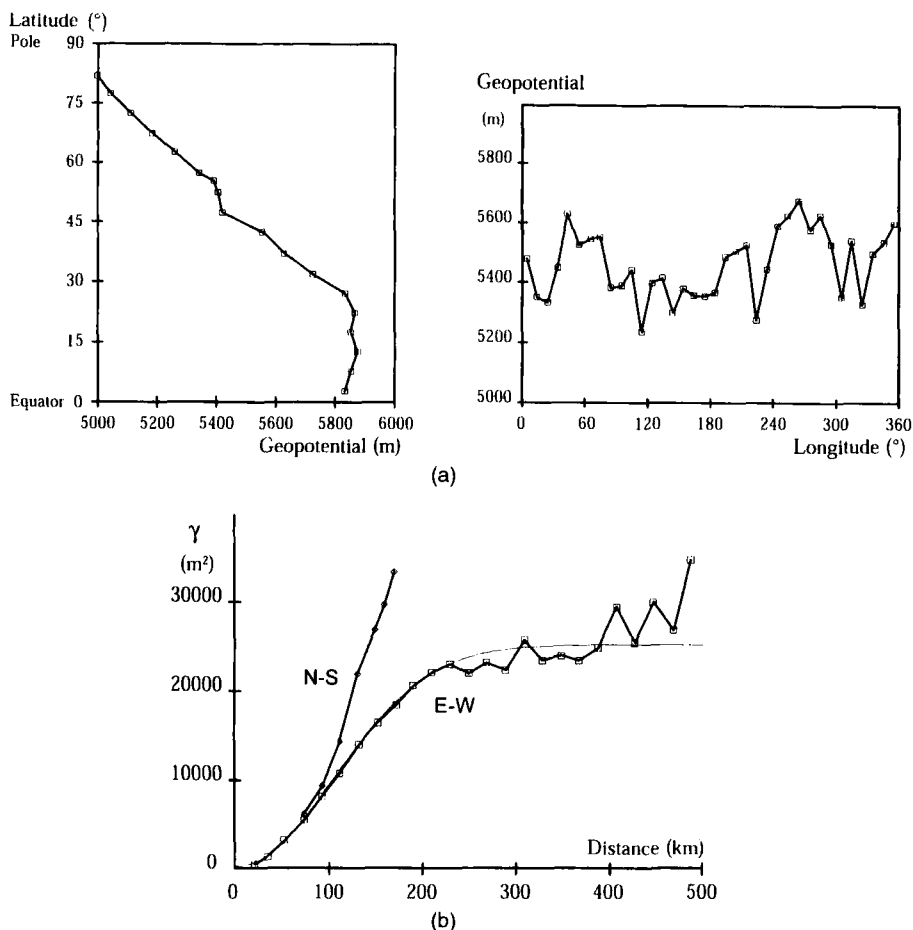 Latitude (°)
Pole 90
75
60
45
30
15
Equator 0
5000 5200 5400 5600 5800 6000
Geopotential (m)
Geopotential
(m)
5800
5600
5400
5200
5000
0 60 120 180 240 300 360
Longitude (°)
(a)
γ
(m²)
30000
20000
10000
0
N-S
E-W
Distance (km)
0 100 200 300 400 500
(b)